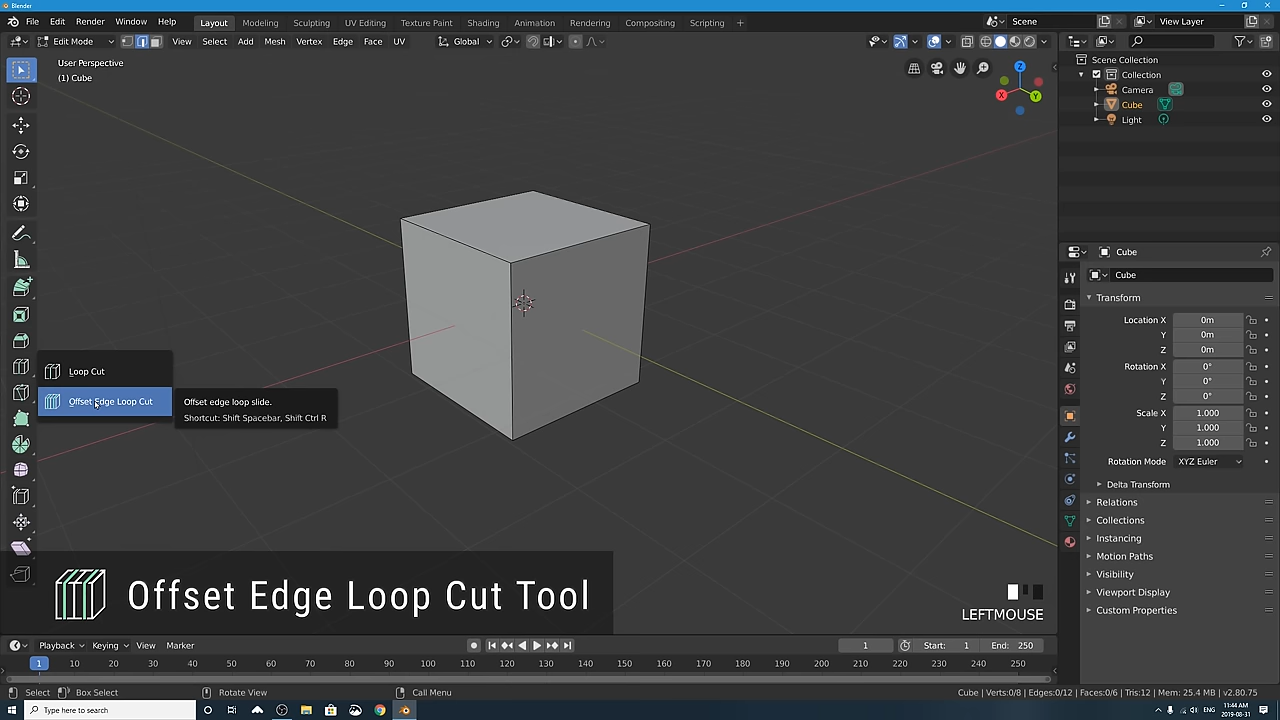 Blender
File Edit Render Window Help Layout Modeling Sculpting UV Editing Texture Paint Shading Animation Rendering Compositing Scripting + Scene View Layer
Edit Mode View Select Add Mesh Vertex Edge Face UV Global
User Perspective
(1) Cube
Z
X Y
Scene Collection
Collection
Camera
Cube
Light
Cube
Cube
Transform
Location X 0m
Y 0m
Z 0m
Rotation X 0°
Y 0°
Z 0°
Scale X 1.000
Y 1.000
Z 1.000
Rotation Mode XYZ Euler
Delta Transform
Relations
Collections
Instancing
Motion Paths
Visibility
Viewport Display
Custom Properties
Loop Cut
Offset Edge Loop Cut
Offset edge loop slide.
Shortcut: Shift Spacebar, Shift Ctrl R
Offset Edge Loop Cut Tool
LEFTMOUSE
Playback Keying View Marker 1 Start: 1 End: 250
1 10 20 30 40 50 60 70 80 90 100 110 120 130 140 150 160 170 180 190 200 210 220 230 240 250
Select Box Select Rotate View Call Menu Cube | Verts:0/8 | Edges:0/12 | Faces:0/6 | Tris:12 | Mem: 25.4 MB | v2.80.75
Type here to search ENG 11:44 AM
2019-08-31